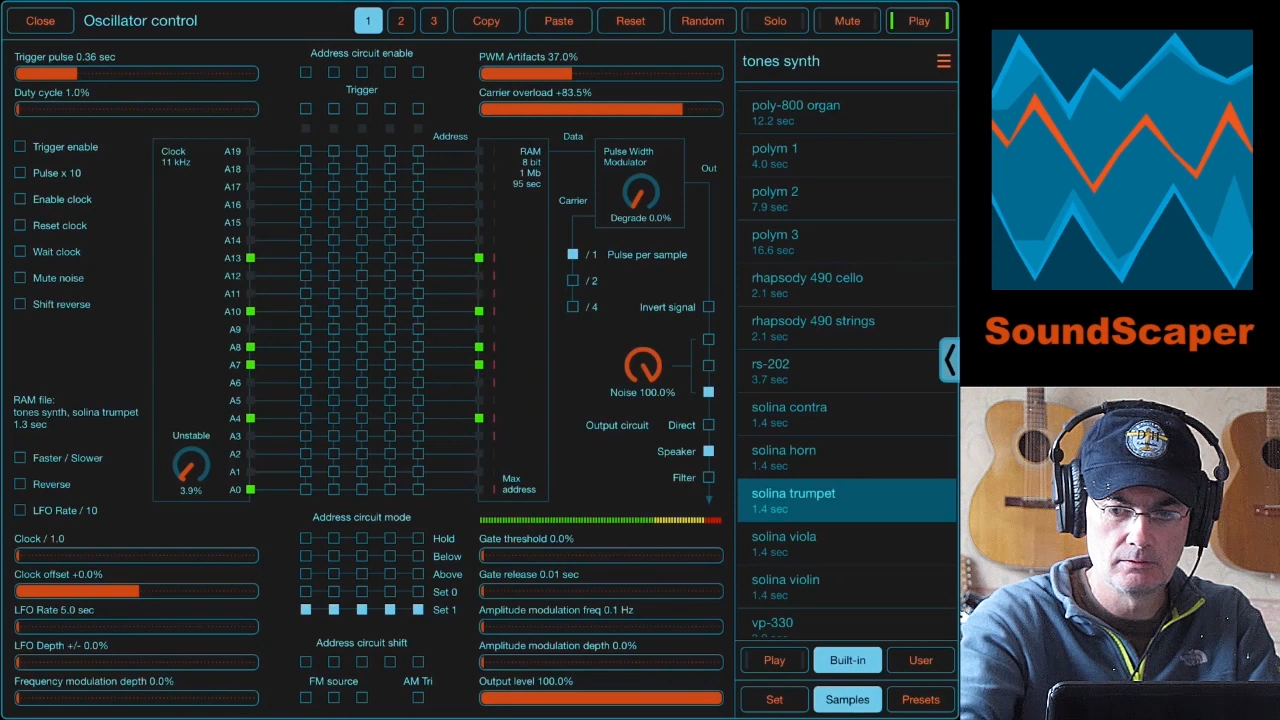 Close Oscillator control 1 2 3 Copy Paste Reset Random Solo Mute Play
Trigger pulse 0.36 sec
Duty cycle 1.0%
Trigger enable
Pulse x 10
Enable clock
Reset clock
Wait clock
Mute noise
Shift reverse
RAM file:
tones synth, solina trumpet
1.3 sec
Faster / Slower
Reverse
LFO Rate / 10
Clock / 1.0
Clock offset +0.0%
LFO Rate 5.0 sec
LFO Depth +/- 0.0%
Frequency modulation depth 0.0%
Clock
11 kHz
A19
A18
A17
A16
A15
A14
A13
A12
A11
A10
A9
A8
A7
A6
A5
A4
A3
A2
A1
A0
Unstable
3.9%
Address circuit enable
Trigger
Address
Address circuit mode
Hold
Below
Above
Set 0
Set 1
Address circuit shift
FM source AM Tri
PWM Artifacts 37.0%
Carrier overload +83.5%
Data
RAM
8 bit
1 Mb
95 sec
Max
address
Pulse Width
Modulator
Degrade 0.0%
Out
Carrier
/ 1 Pulse per sample
/ 2
/ 4
Invert signal
Noise 100.0%
Output circuit Direct
Speaker
Filter
Gate threshold 0.0%
Gate release 0.01 sec
Amplitude modulation freq 0.1 Hz
Amplitude modulation depth 0.0%
Output level 100.0%
tones synth
poly-800 organ
12.2 sec
polym 1
4.0 sec
polym 2
7.9 sec
polym 3
16.6 sec
rhapsody 490 cello
2.1 sec
rhapsody 490 strings
2.1 sec
rs-202
3.7 sec
solina contra
1.4 sec
solina horn
1.4 sec
solina trumpet
1.4 sec
solina viola
1.4 sec
solina violin
1.4 sec
vp-330
Play Built-in User
Set Samples Presets
SoundScaper